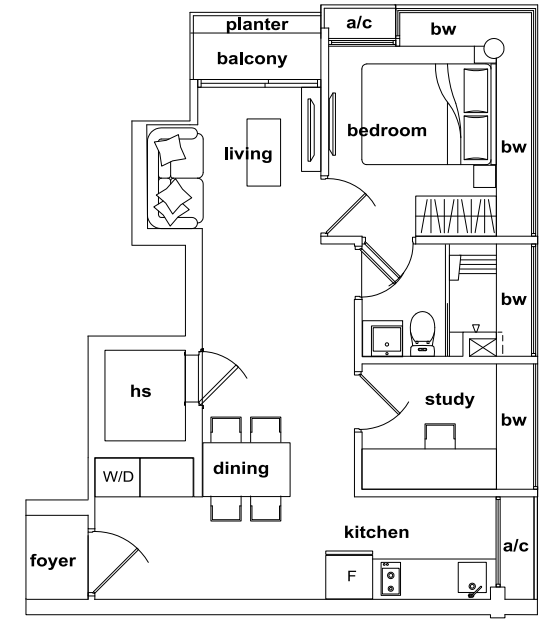 planter
a/c
bw
balcony
bedroom
living
bw
bw
hs
study
bw
W/D
dining
kitchen
foyer
F
a/c